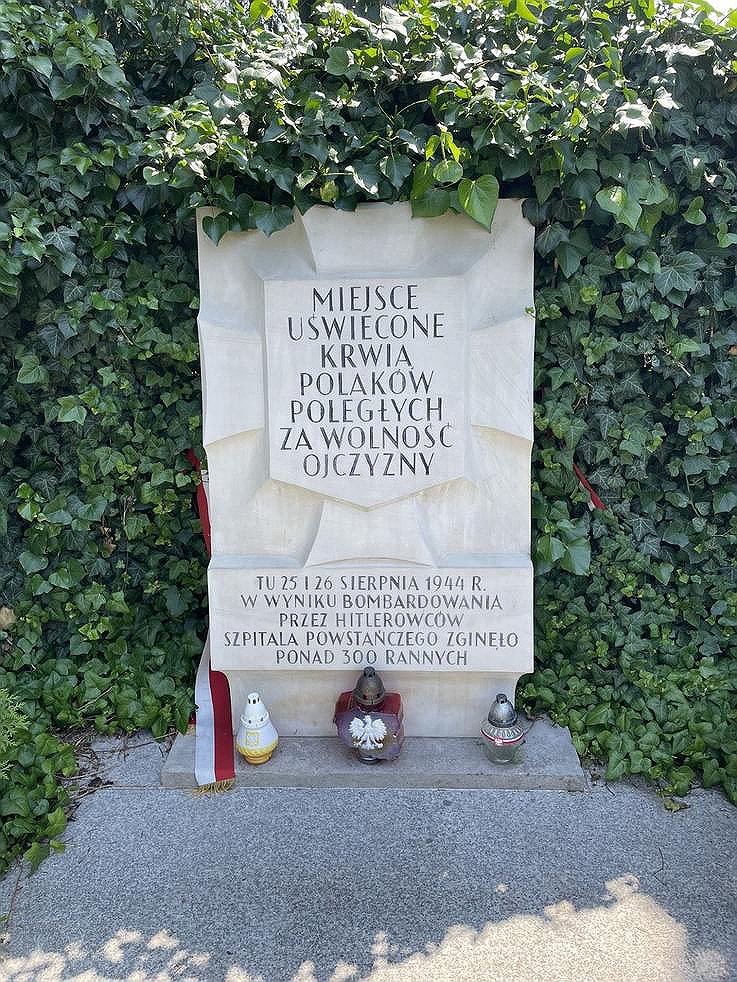 MIEJSCE
UŚWIĘCONE
KRWIĄ
POLAKÓW
POLEGŁYCH
ZA WOLNOŚĆ
OJCZYZNY
TU 25 I 26 SIERPNIA 1944 R.
W WYNIKU BOMBARDOWANIA
PRZEZ HITLEROWCÓW
SZPITALA POWSTAŃCZEGO ZGINĘŁO
PONAD 300 RANNYCH